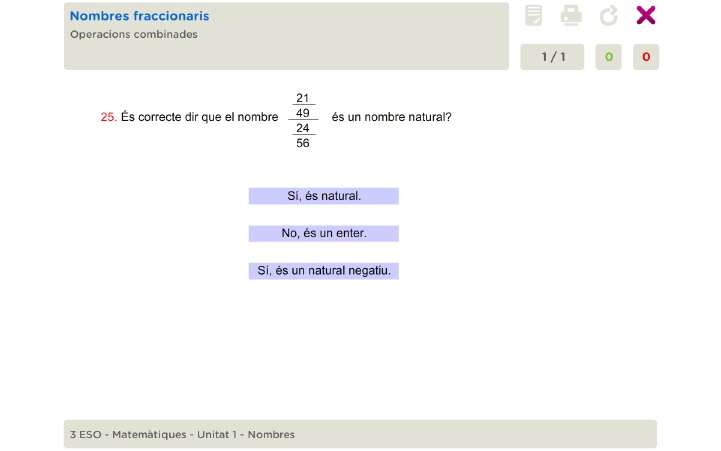 Nombres fraccionaris
Operacions combinades
1 / 1
0
0
25. És correcte dir que el nombre
21
49
24
56
és un nombre natural?
Sí, és natural.
No, és un enter.
Sí, és un natural negatiu.
3 ESO - Matemàtiques - Unitat 1 - Nombres